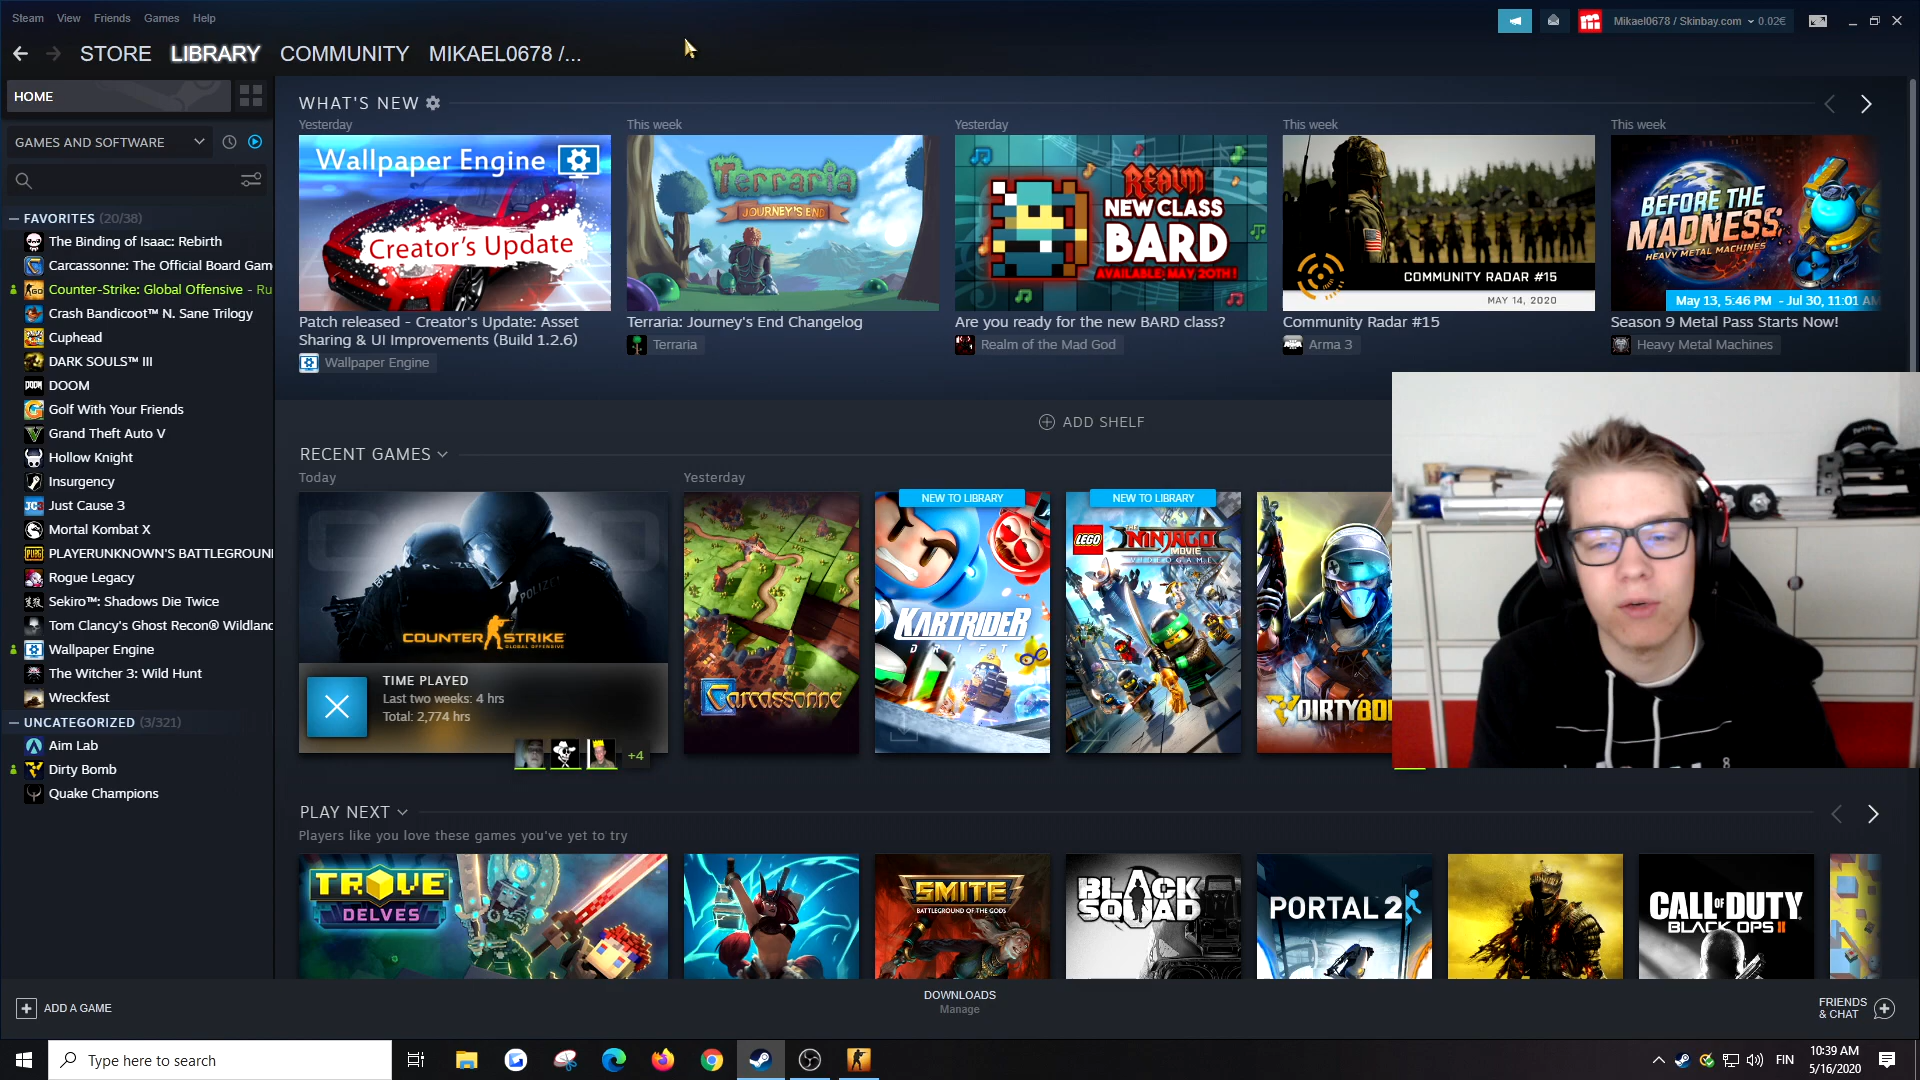 Steam View Friends Games Help
Mikael0678 / Skinbay.com 0.02€
STORE LIBRARY COMMUNITY MIKAEL0678 /...
HOME
GAMES AND SOFTWARE
FAVORITES (20/38)
The Binding of Isaac: Rebirth
Carcassonne: The Official Board Gam
Counter-Strike: Global Offensive - Ru
Crash Bandicoot™ N. Sane Trilogy
Cuphead
DARK SOULS™ III
DOOM
Golf With Your Friends
Grand Theft Auto V
Hollow Knight
Insurgency
Just Cause 3
Mortal Kombat X
PLAYERUNKNOWN'S BATTLEGROUN
Rogue Legacy
Sekiro™: Shadows Die Twice
Tom Clancy's Ghost Recon® Wildlanc
Wallpaper Engine
The Witcher 3: Wild Hunt
Wreckfest
UNCATEGORIZED (3/321)
Aim Lab
Dirty Bomb
Quake Champions
WHAT'S NEW
Yesterday
Wallpaper Engine
Creator's Update
Patch released - Creator's Update: Asset
Sharing & UI Improvements (Build 1.2.6)
Wallpaper Engine
This week
Terraria
JOURNEY'S END
Terraria: Journey's End Changelog
Terraria
Yesterday
REALM
NEW CLASS
BARD
AVAILABLE: MAY 20TH!
Are you ready for the new BARD class?
Realm of the Mad God
This week
COMMUNITY RADAR #15
MAY 14, 2020
Community Radar #15
Arma 3
This week
BEFORE THE
MADNESS
HEAVY METAL MACHINES
May 13, 5:46 PM - Jul 30, 11:01 AM
Season 9 Metal Pass Starts Now!
Heavy Metal Machines
ADD SHELF
RECENT GAMES
Today
POLIZEI
COUNTER STRIKE
GLOBAL OFFENSIVE
TIME PLAYED
Last two weeks: 4 hrs
Total: 2,774 hrs
+4
Yesterday
Carcassonne
NEW TO LIBRARY
KARTRIDER
DRIFT
NEW TO LIBRARY
LEGO
THE
NINJAGO
MOVIE
VIDEOGAME
DIRTYBO
PLAY NEXT
Players like you love these games you've yet to try
TROVE
DELVES
SMITE
BATTLEGROUND OF THE GODS
BLACK
SQUAD
PORTAL 2
CALL OF DUTY
BLACK OPS II
ADD A GAME
DOWNLOADS
Manage
FRIENDS
& CHAT
Type here to search
FIN
10:39 AM
5/16/2020